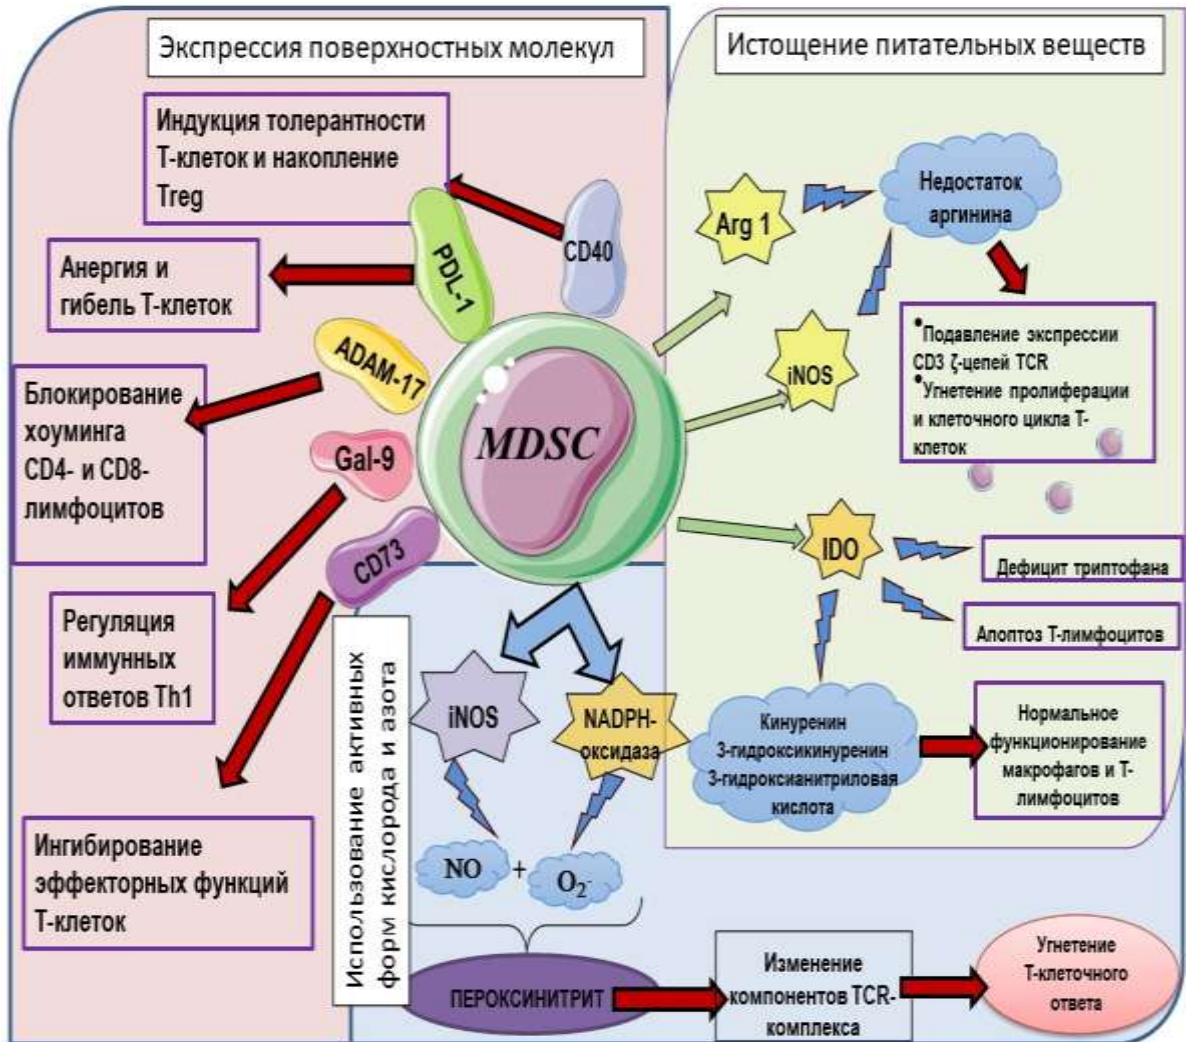 Экспрессия поверхностных молекул
Индукция толерантности
Т-клеток и накопление
Treg
CD40
PDL-1
Анергия и
гибель Т-клеток
ADAM-17
Блокирование
хоуминга
CD4- и CD8-
лимфоцитов
Gal-9
CD73
Регуляция
иммунных
ответов Th1
Ингибирование
эффекторных функций
Т-клеток
MDSC
Истощение питательных веществ
Arg 1
Недостаток
аргинина
iNOS
•Подавление экспрессии
CD3 ζ-цепей TCR
•Угнетение пролиферации
и клеточного цикла Т-
клеток
IDO
Дефицит триптофана
Апоптоз Т-лимфоцитов
Кинуренин
3-гидроксикинуренин
3-гидроксианитриловая
кислота
Нормальное
функционирование
макрофагов и Т-
лимфоцитов
Использование активных
форм кислорода и азота
iNOS
NADPH-
оксидаза
NO + O₂⁻
ПЕРОКСИНИТРИТ
Изменение
компонентов TCR-
комплекса
Угнетение
Т-клеточного
ответа